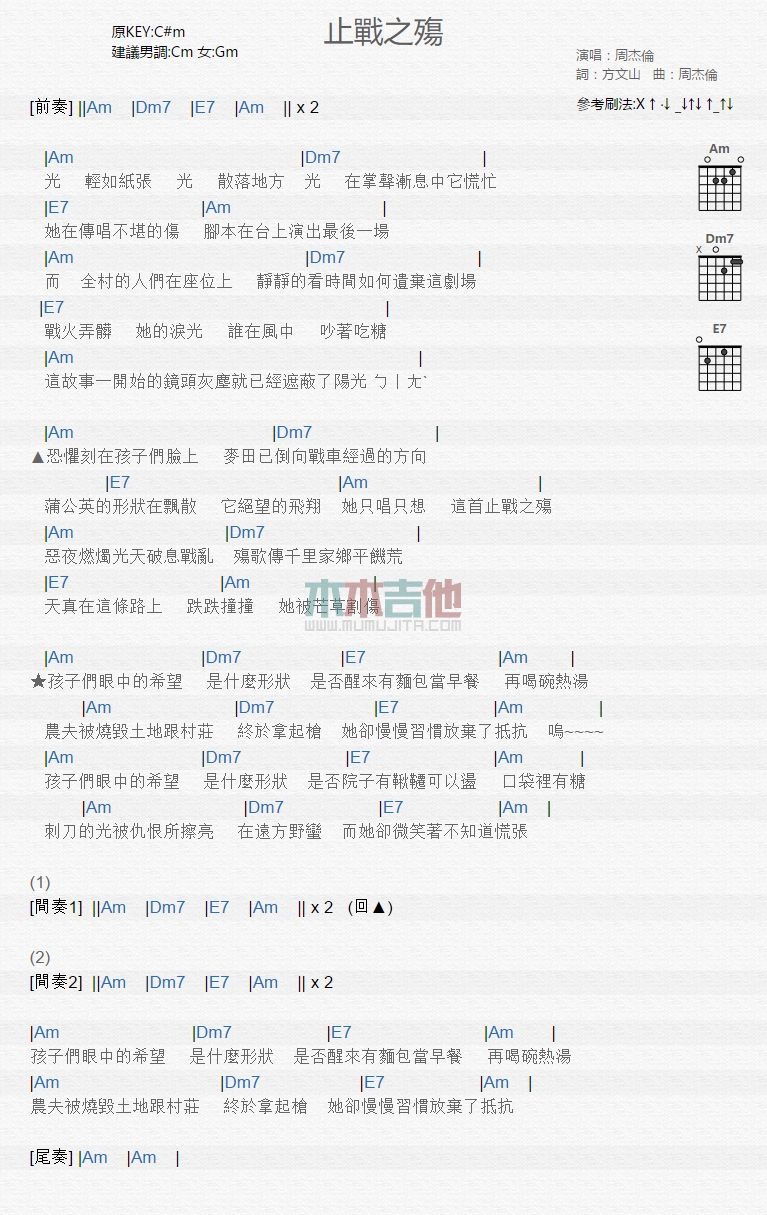 止戰之殤
原KEY:C#m
建議男調:Cm 女:Gm
演唱：周杰倫
詞：方文山 曲：周杰倫
參考刷法:X↑·↓_↓↑↓↑_↑↓
[前奏] ||Am |Dm7 |E7 |Am || x 2
|Am |Dm7 |
光 輕如紙張 光 散落地方 光 在掌聲漸息中它慌忙
|E7 |Am |
她在傳唱不堪的傷 腳本在台上演出最後一場
|Am |Dm7 |
而 全村的人們在座位上 靜靜的看時間如何遺棄這劇場
|E7 |
戰火弄髒 她的淚光 誰在風中 吵著吃糖
|Am |
這故事一開始的鏡頭灰塵就已經遮蔽了陽光 ㄅㄧㄤˋ
|Am |Dm7 |
▲恐懼刻在孩子們臉上 麥田已倒向戰車經過的方向
|E7 |Am |
蒲公英的形狀在飄散 它絕望的飛翔 她只唱只想 這首止戰之殤
|Am |Dm7 |
惡夜燃燭光天破息戰亂 殤歌傳千里家鄉平饑荒
|E7 |Am |
天真在這條路上 跌跌撞撞 她被芒草割傷
木木吉他
WWW.MUMUJITA.COM
|Am |Dm7 |E7 |Am |
★孩子們眼中的希望 是什麼形狀 是否醒來有麵包當早餐 再喝碗熱湯
|Am |Dm7 |E7 |Am |
農夫被燒毀土地跟村莊 終於拿起槍 她卻慢慢習慣放棄了抵抗 嗚~~~~
|Am |Dm7 |E7 |Am |
孩子們眼中的希望 是什麼形狀 是否院子有鞦韆可以盪 口袋裡有糖
|Am |Dm7 |E7 |Am |
刺刀的光被仇恨所擦亮 在遠方野蠻 而她卻微笑著不知道慌張
(1)
[間奏1] ||Am |Dm7 |E7 |Am || x 2 (回▲)
(2)
[間奏2] ||Am |Dm7 |E7 |Am || x 2
|Am |Dm7 |E7 |Am |
孩子們眼中的希望 是什麼形狀 是否醒來有麵包當早餐 再喝碗熱湯
|Am |Dm7 |E7 |Am |
農夫被燒毀土地跟村莊 終於拿起槍 她卻慢慢習慣放棄了抵抗
[尾奏] |Am |Am |
Am
Dm7
X
E7